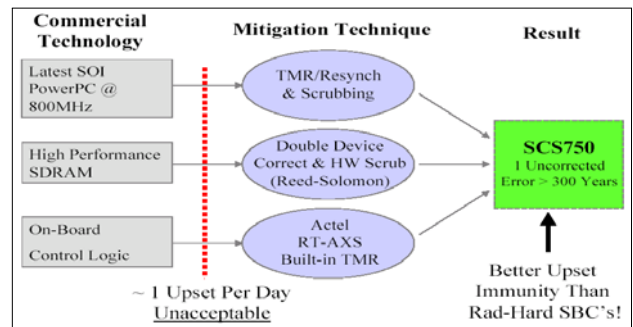 Commercial
Technology
Mitigation Technique
Result
Latest SOI
PowerPC @
800MHz
TMR/Resynch
& Scrubbing
High Performance
SDRAM
Double Device
Correct & HW Scrub
(Reed-Solomon)
SCS750
1 Uncorrected
Error > 300 Years
On-Board
Control Logic
Actel
RT-AXS
Built-in TMR
~ 1 Upset Per Day
Unacceptable
Better Upset
Immunity Than
Rad-Hard SBC's!